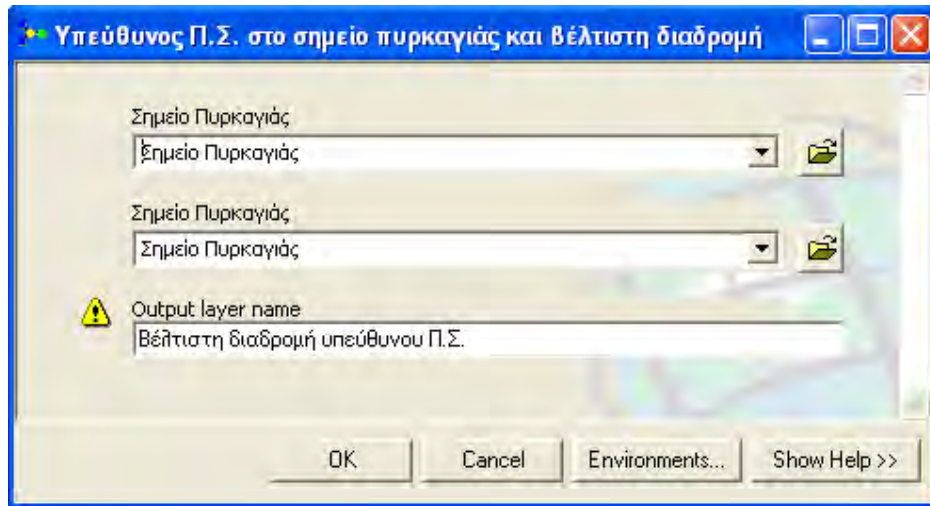 Υπεύθυνος Π.Σ. στο σημείο πυρκαγιάς και βέλτιστη διαδρομή
Σημείο Πυρκαγιάς
Σημείο Πυρκαγιάς
Σημείο Πυρκαγιάς
Σημείο Πυρκαγιάς
Output layer name
Βέλτιστη διαδρομή υπεύθυνου Π.Σ.
OK Cancel Environments... Show Help >>